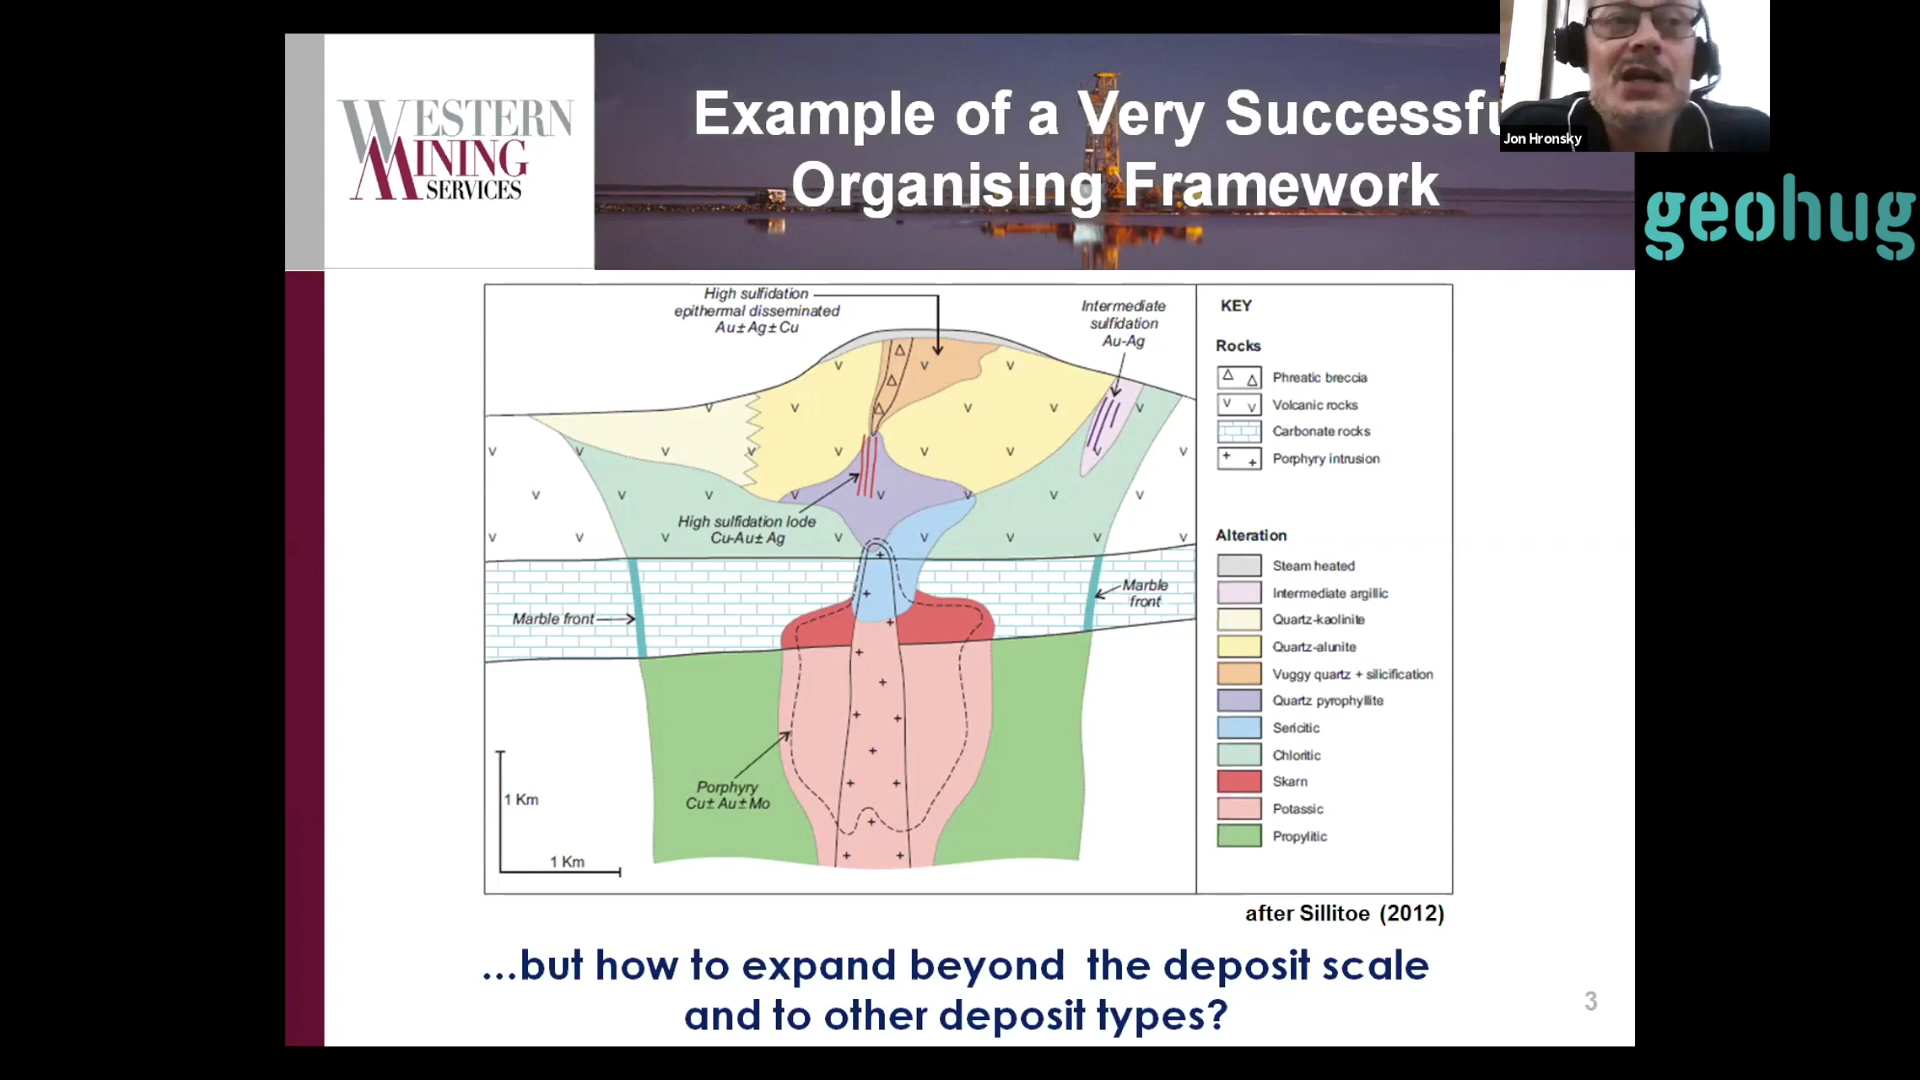 WESTERN
MINING
SERVICES
Example of a Very Successfu
Organising Framework
Jon Hronsky
geohug
High sulfidation
epithermal disseminated
Au ± Ag ± Cu
Intermediate
sulfidation
Au-Ag
High sulfidation lode
Cu-Au ± Ag
Marble front
Marble
front
Porphyry
Cu ± Au ± Mo
1 Km
1 Km
KEY
Rocks
Phreatic breccia
Volcanic rocks
Carbonate rocks
Porphyry intrusion
Alteration
Steam heated
Intermediate argillic
Quartz-kaolinite
Quartz-alunite
Vuggy quartz + silicification
Quartz pyrophyllite
Sericitic
Chloritic
Skarn
Potassic
Propylitic
after Sillitoe (2012)
...but how to expand beyond the deposit scale
and to other deposit types?
3